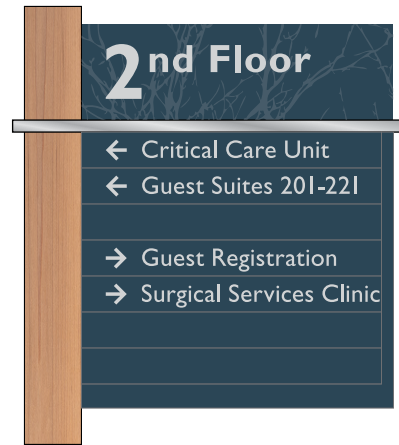 2nd Floor
← Critical Care Unit
← Guest Suites 201-221
→ Guest Registration
→ Surgical Services Clinic